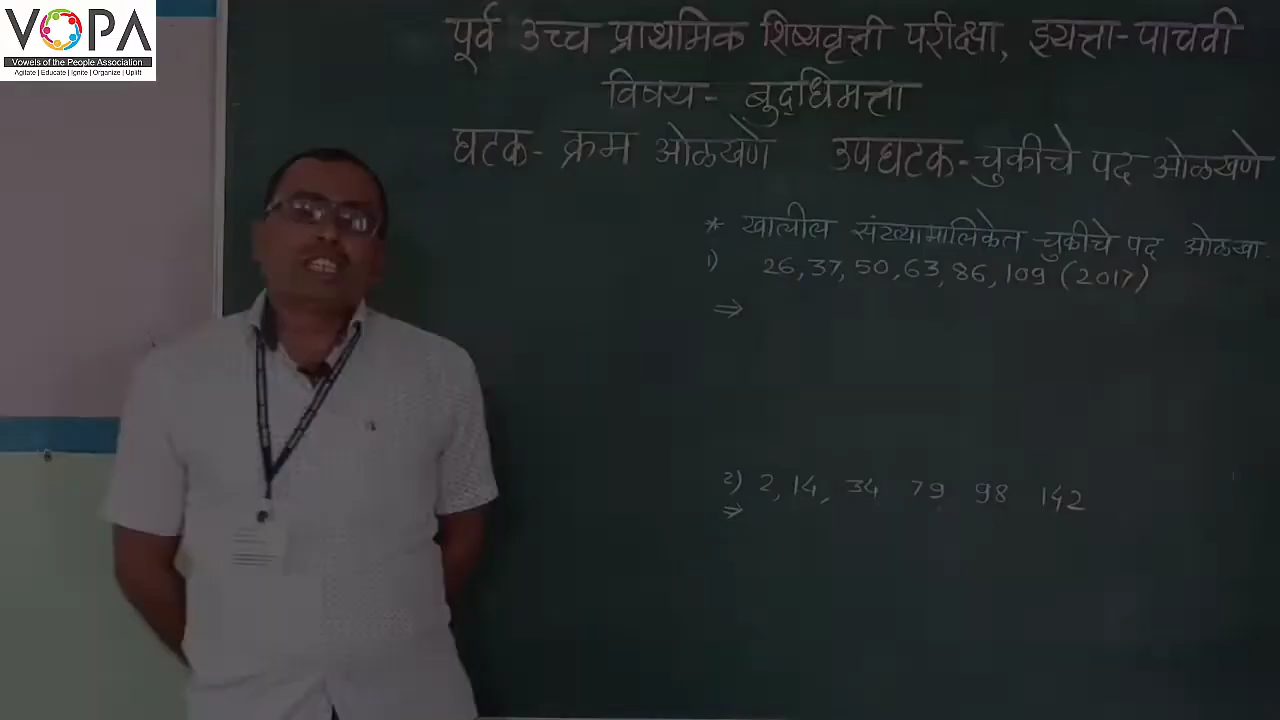 VOPA
Vowels of the People Association
Agitate | Educate | Ignite | Organize | Uplift
पूर्व उच्च प्राथमिक शिष्यवृत्ती परीक्षा, इयत्ता-पाचवी
विषय- बुद्धिमत्ता
घटक- क्रम ओळखणे उपघटक-चुकीचे पद ओळखणे
* खालील संख्यामालिकेत चुकीचे पद ओळखा.
1) 26, 37, 50, 63, 86, 109 (2017)
⇒
2) 2, 14, 34 79, 98 142
⇒